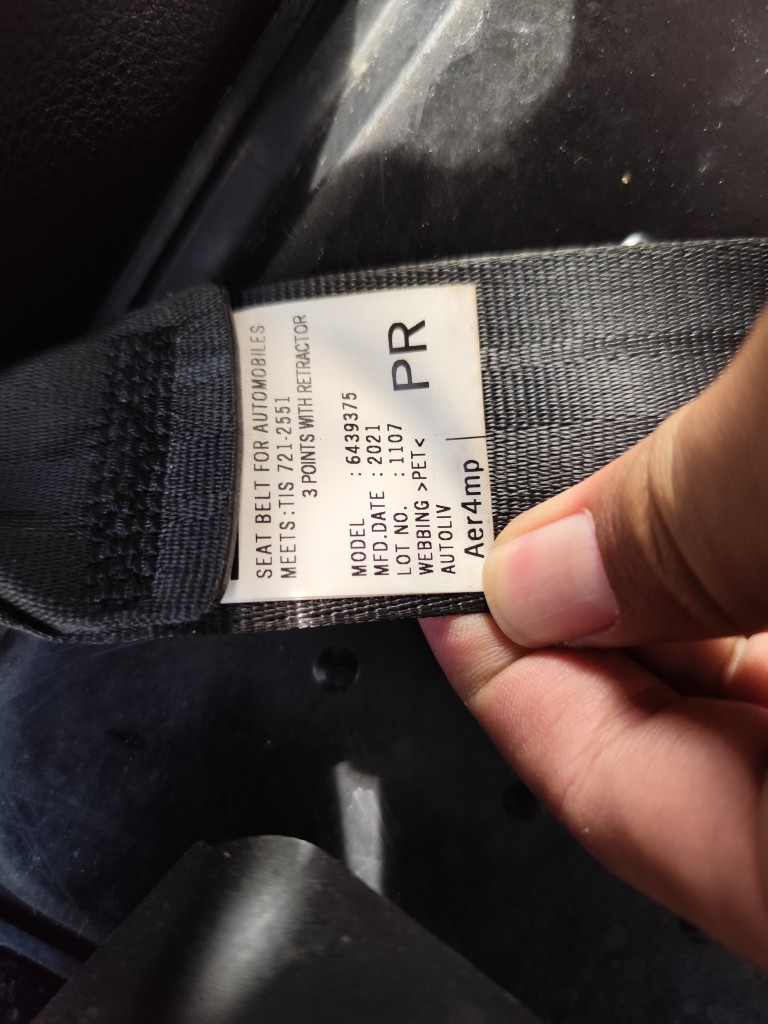 SEAT BELT FOR AUTOMOBILES
MEETS:TIS 721-2551
3 POINTS WITH RETRACTOR
MODEL : 6439375
MFD.DATE : 2021
LOT NO. : 1107
WEBBING >PET<
AUTOLIV
PR
Aer4mp